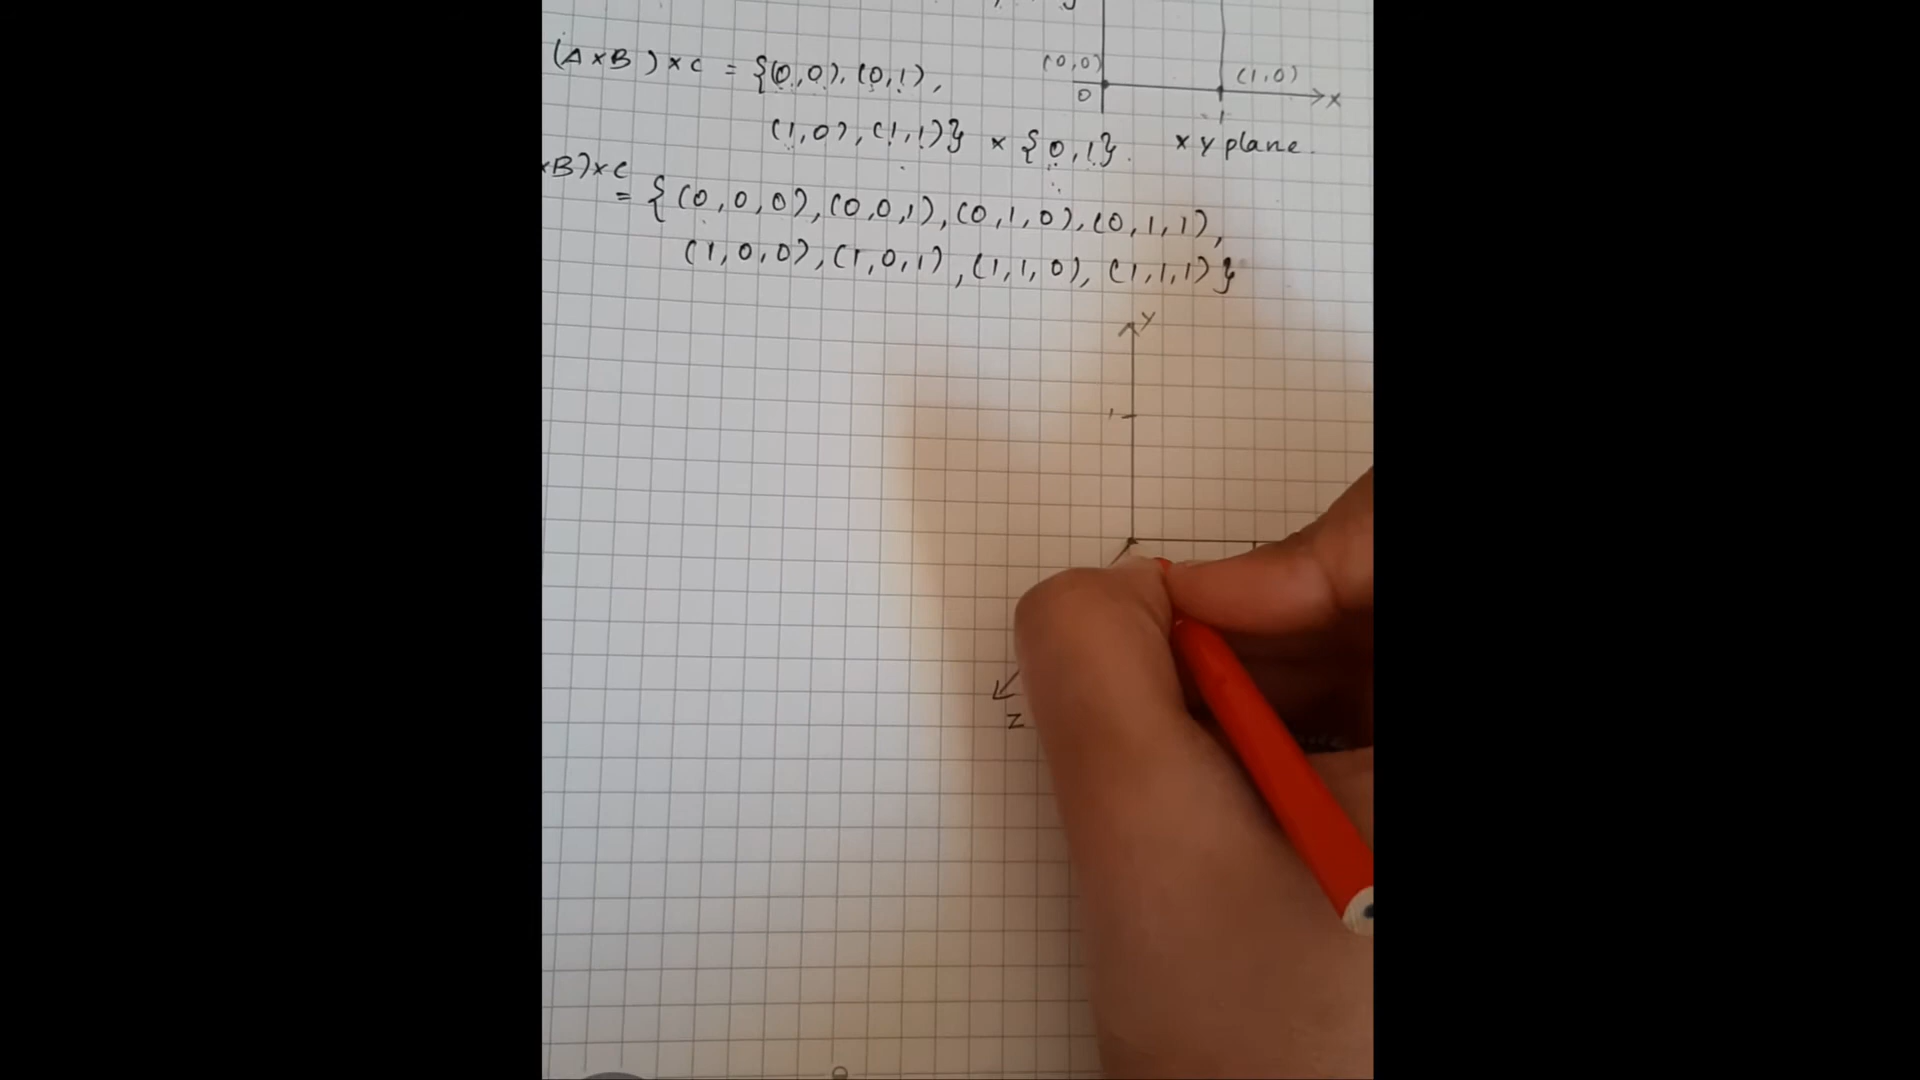 (A×B)×C = {(0,0), (0,1),
(1,0), (1,1)} × {0,1}.
×B)×C
= {(0,0,0), (0,0,1), (0,1,0), (0,1,1),
(1,0,0), (1,0,1), (1,1,0), (1,1,1)}
(0,0)
(1,0)
0
x
1
xy plane.
y
1
z